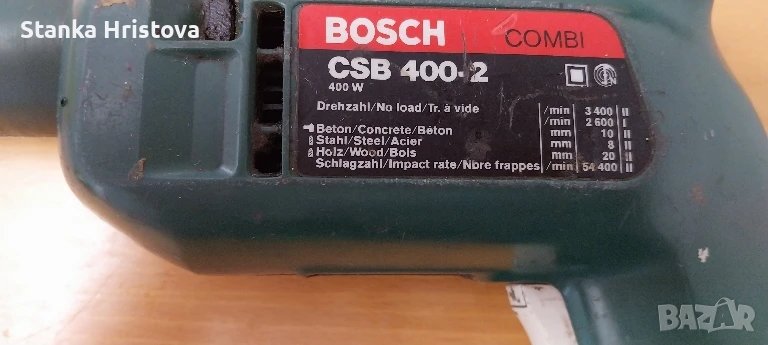 Stanka Hristova
BOSCH COMBI
CSB 400-2
400 W
Drehzahl/No load/Tr. à vide /min 3 400 II
/min 2 600 I
Beton/Concrete/Béton mm 10 II
Stahl/Steel/Acier mm 8 II
Holz/Wood/Bois mm 20 II
Schlagzahl/Impact rate/Nbre frappes /min 54 400 II
BAZAR